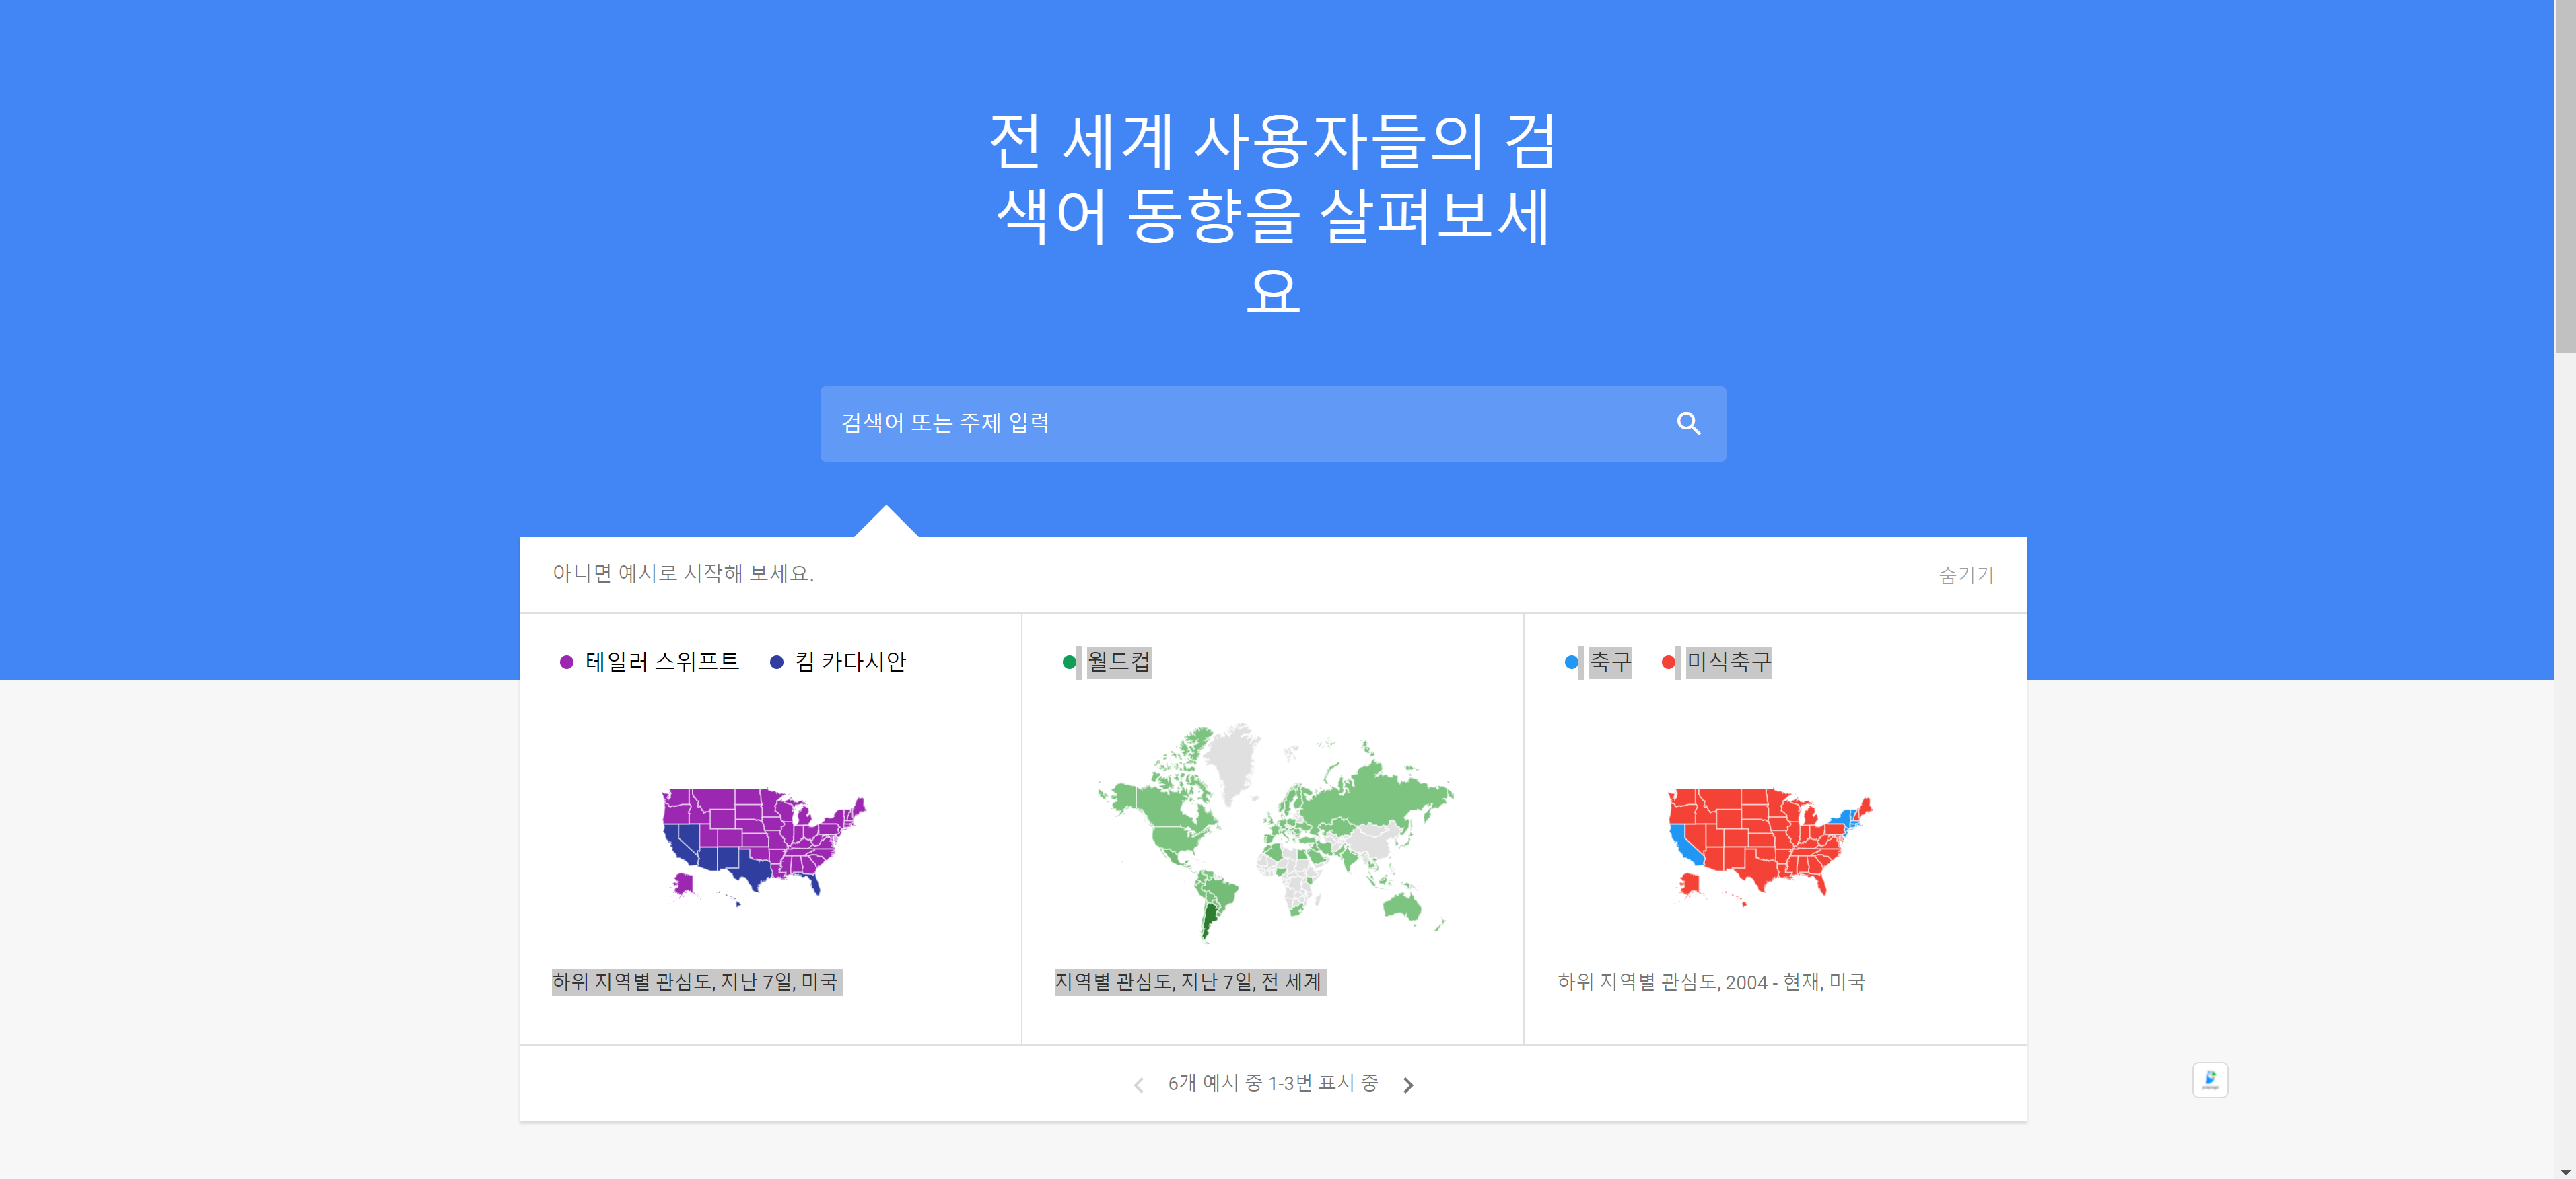 전 세계 사용자들의 검
색어 동향을 살펴보세
요
검색어 또는 주제 입력
아니면 예시로 시작해 보세요.
숨기기
테일러 스위프트 킴 카다시안
하위 지역별 관심도, 지난 7일, 미국
월드컵
지역별 관심도, 지난 7일, 전 세계
축구 미식축구
하위 지역별 관심도, 2004 - 현재, 미국
6개 예시 중 1-3번 표시 중